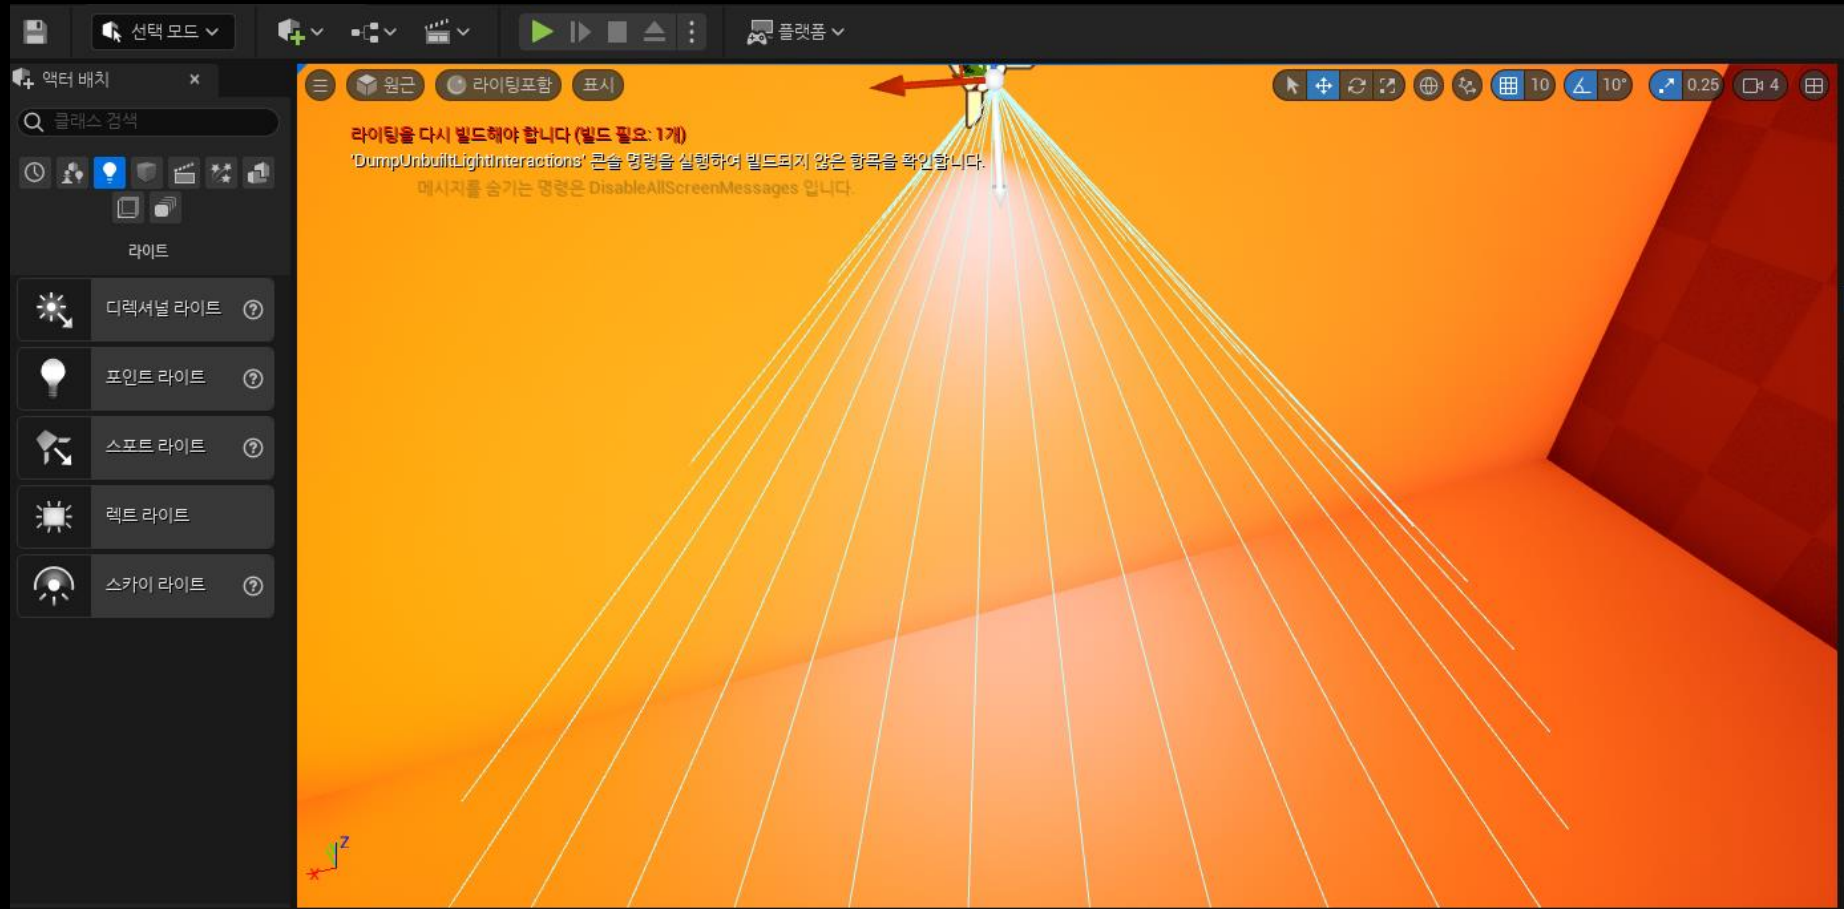 선택 모드
플랫폼
액터 배치
클래스 검색
라이트
디렉셔널 라이트
포인트 라이트
스포트 라이트
렉트 라이트
스카이 라이트
원근
라이팅포함
표시
10
10°
0.25
4
라이팅을 다시 빌드해야 합니다 (빌드 필요: 1개)
'DumpUnbuiltLightInteractions' 콘솔 명령을 실행하여 빌드되지 않은 항목을 확인합니다.
메시지를 숨기는 명령은 DisableAllScreenMessages 입니다.
Z
X